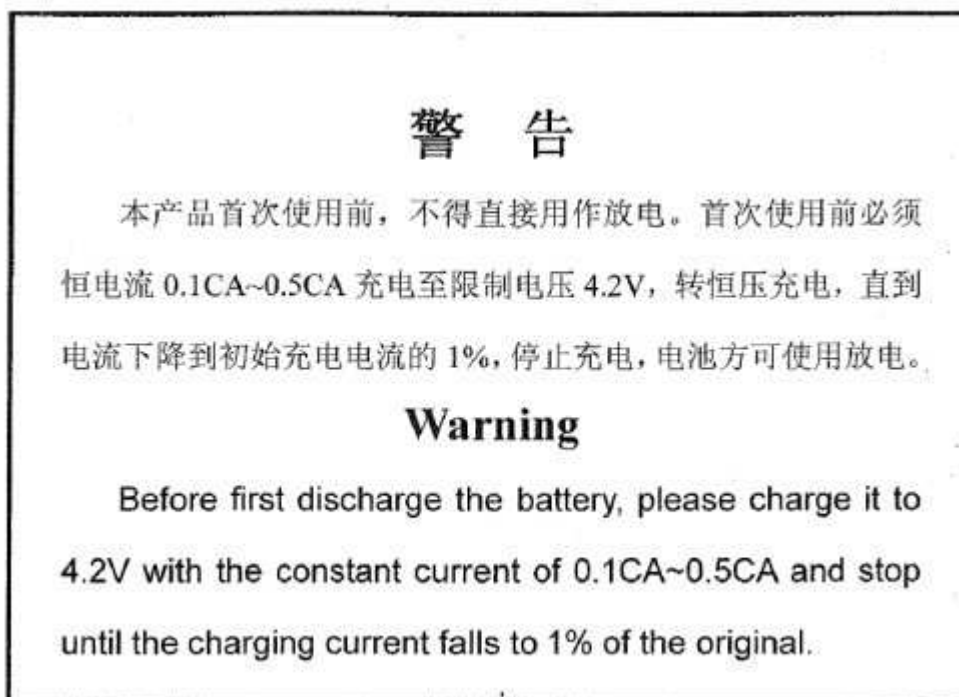 警 告
本产品首次使用前，不得直接用作放电。首次使用前必须
恒电流 0.1CA~0.5CA 充电至限制电压 4.2V，转恒压充电，直到
电流下降到初始充电电流的 1%，停止充电，电池方可使用放电。
Warning
Before first discharge the battery, please charge it to
4.2V with the constant current of 0.1CA~0.5CA and stop
until the charging current falls to 1% of the original.